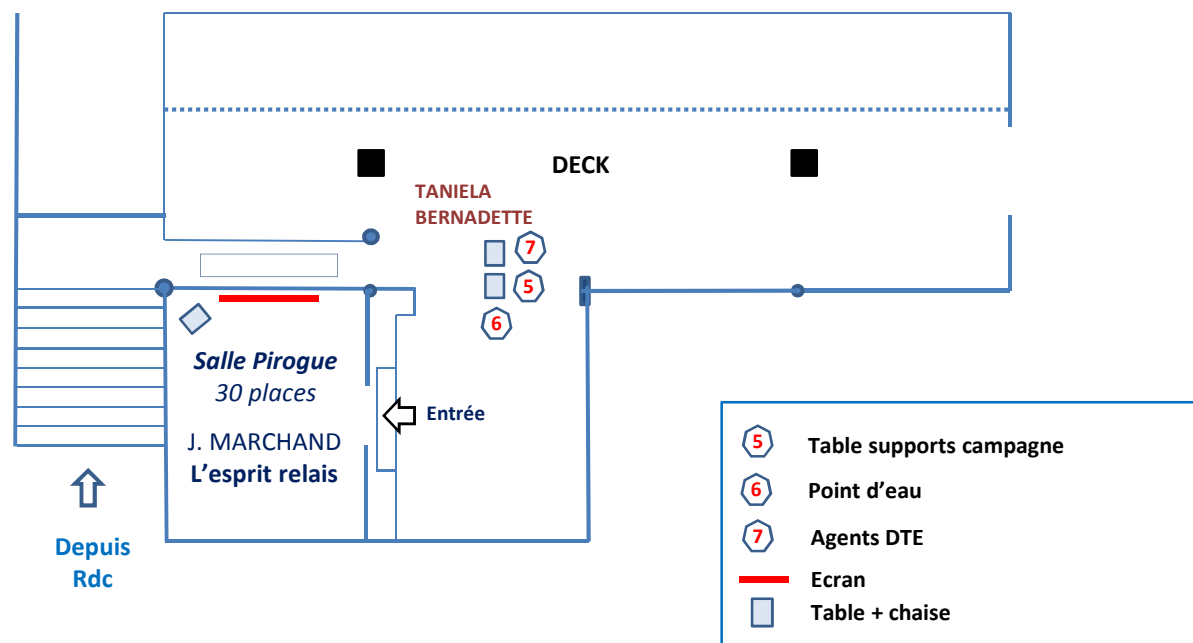 DECK
TANIELA
BERNADETTE
7
5
6
Salle Pirogue
30 places
Entrée
J. MARCHAND
L'esprit relais
Depuis
Rdc
5 Table supports campagne
6 Point d'eau
7 Agents DTE
Ecran
Table + chaise